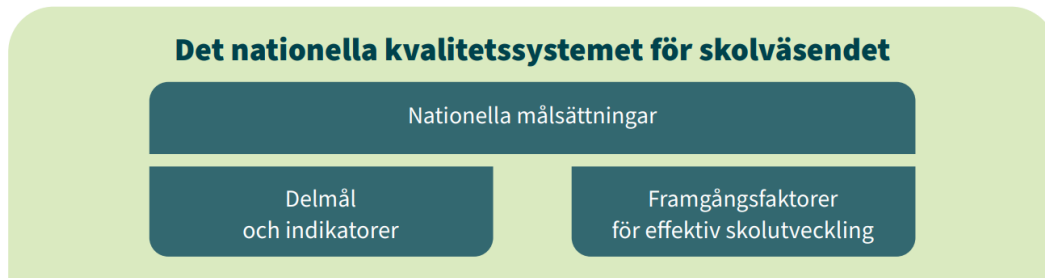 Det nationella kvalitetssystemet för skolväsendet
Nationella målsättningar
Delmål
och indikatorer
Framgångsfaktorer
för effektiv skolutveckling